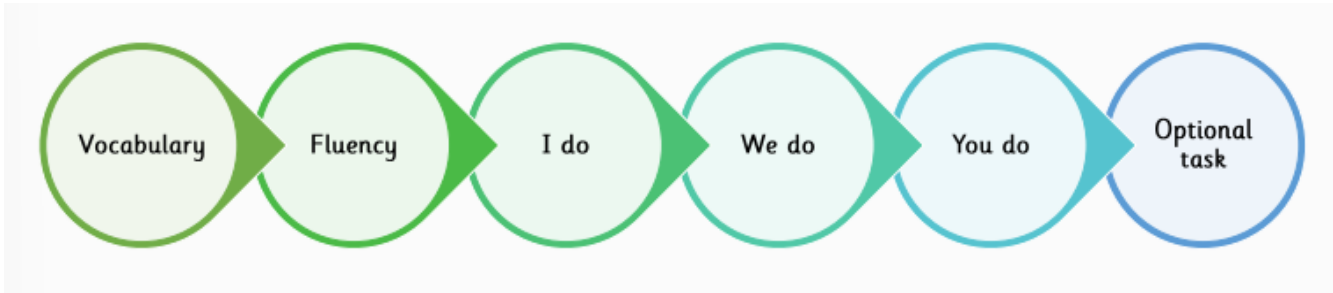 Vocabulary
Fluency
I do
We do
You do
Optional
task